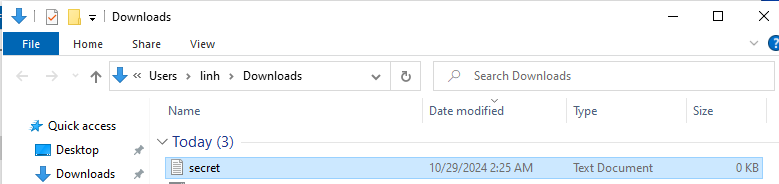 Downloads
File Home Share View
Users linh Downloads Search Downloads
Name Date modified Type Size
Quick access
Today (3)
Desktop
secret 10/29/2024 2:25 AM Text Document 0 KB
Downloads